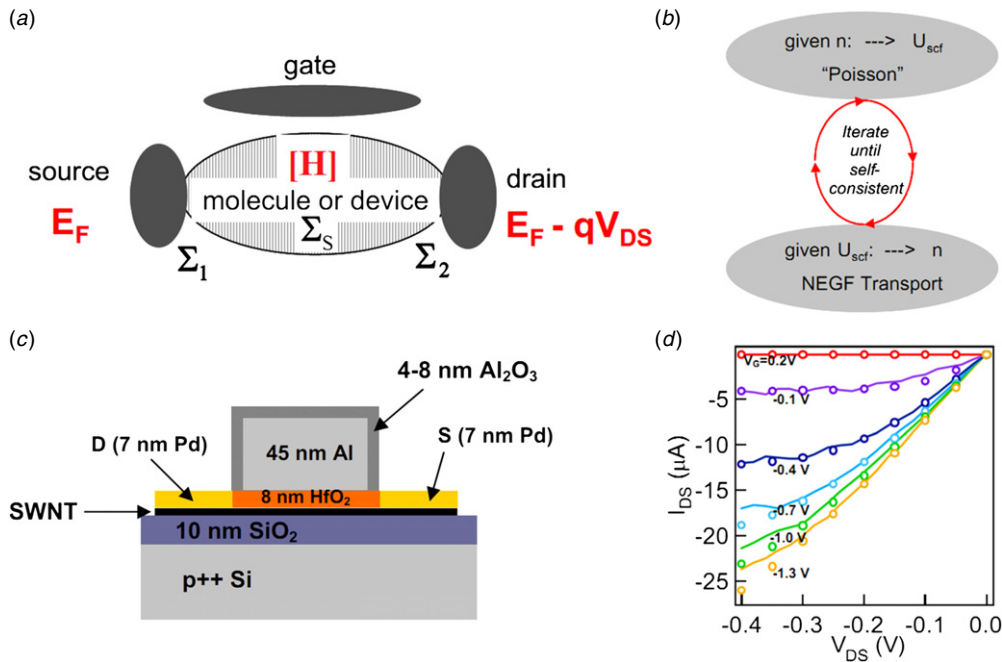 (a)
gate
source
[H]
molecule or device
drain
E_F
Σ_S
E_F - qV_DS
Σ_1
Σ_2
(b)
given n: ---> U_scf
“Poisson”
Iterate
until
self-
consistent
given U_scf: ---> n
NEGF Transport
(c)
4-8 nm Al₂O₃
D (7 nm Pd)
S (7 nm Pd)
45 nm Al
8 nm HfO₂
SWNT
10 nm SiO₂
p++ Si
(d)
V_G=0.2V
-0.1 V
-0.4 V
-0.7 V
-1.0 V
-1.3 V
I_DS (μA)
-5
-10
-15
-20
-25
-0.4 -0.3 -0.2 -0.1 0.0
V_DS (V)